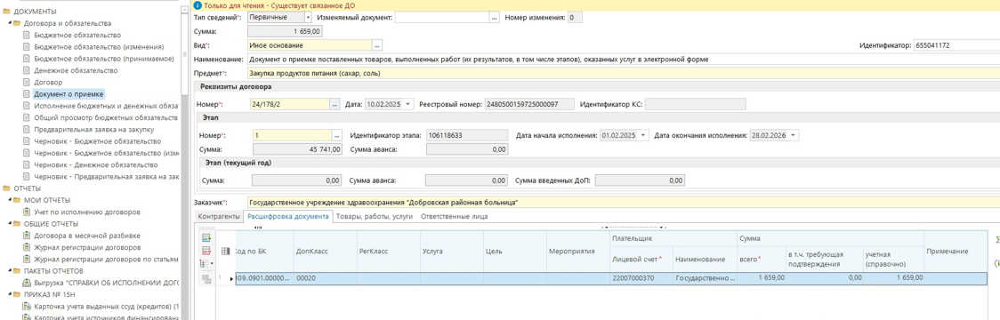 ДОКУМЕНТЫ
Договора и обязательства
Бюджетное обязательство
Бюджетное обязательство (изменения)
Бюджетное обязательство (принимаемое)
Денежное обязательство
Договор
Документ о приемке
Исполнение бюджетных и денежных обяза
Общий просмотр бюджетных обязательств
Предварительная заявка на закупку
Черновик - Бюджетное обязательство
Черновик - Бюджетное обязательство (изм
Черновик - Денежное обязательство
Черновик - Предварительная заявка на зак
ОТЧЕТЫ
МОИ ОТЧЕТЫ
Учет по исполнению договоров
ОБЩИЕ ОТЧЕТЫ
Договора в месячной разбивке
Журнал регистрации договоров
Журнал регистрации договоров по статьям
ПАКЕТЫ ОТЧЕТОВ
Выгрузка "СПРАВКИ ОБ ИСПОЛНЕНИИ ДОГО
ПРИКАЗ № 15Н
Карточка учета выданных ссуд (кредитов) (1
Карточка учета источников финансировани
Только для чтения - Существует связанное ДО
Тип сведений*: Первичные Изменяемый документ: ... Номер изменения: 0
Сумма: 1 659,00
Вид*: Иное основание ... Идентификатор: 655041172
Наименование: Документ о приемке поставленных товаров, выполненных работ (их результатов, в том числе этапов), оказанных услуг в электронной форме
Предмет*: Закупка продуктов питания (сахар, соль)
Реквизиты договора
Номер*: 24/178/2 ... Дата: 10.02.2025 Реестровый номер: 2480500159725000097 Идентификатор КС:
Этап
Номер*: 1 ... Идентификатор этапа: 106118633 Дата начала исполнения: 01.02.2025 Дата окончания исполнения: 28.02.2026
Сумма: 45 741,00 Сумма аванса: 0,00
Этап (текущий год)
Сумма: 0,00 Сумма аванса: 0,00 Сумма введенных ДоП: 0,00
Заказчик*: Государственное учреждение здравоохранения "Добровская районная больница"
Контрагенты Расшифровка документа Товары, работы, услуги Ответственные лица
Код по БК ДопКласс РегКласс Услуга Цель Мероприятия Плательщик Сумма Примечание
Лицевой счет* Наименование всего* в т.ч. требующая подтверждения учетная (справочно)
1 009.0901.00000... 00020 22007000370 Государственно ... 1 659,00 0,00 1 659,00